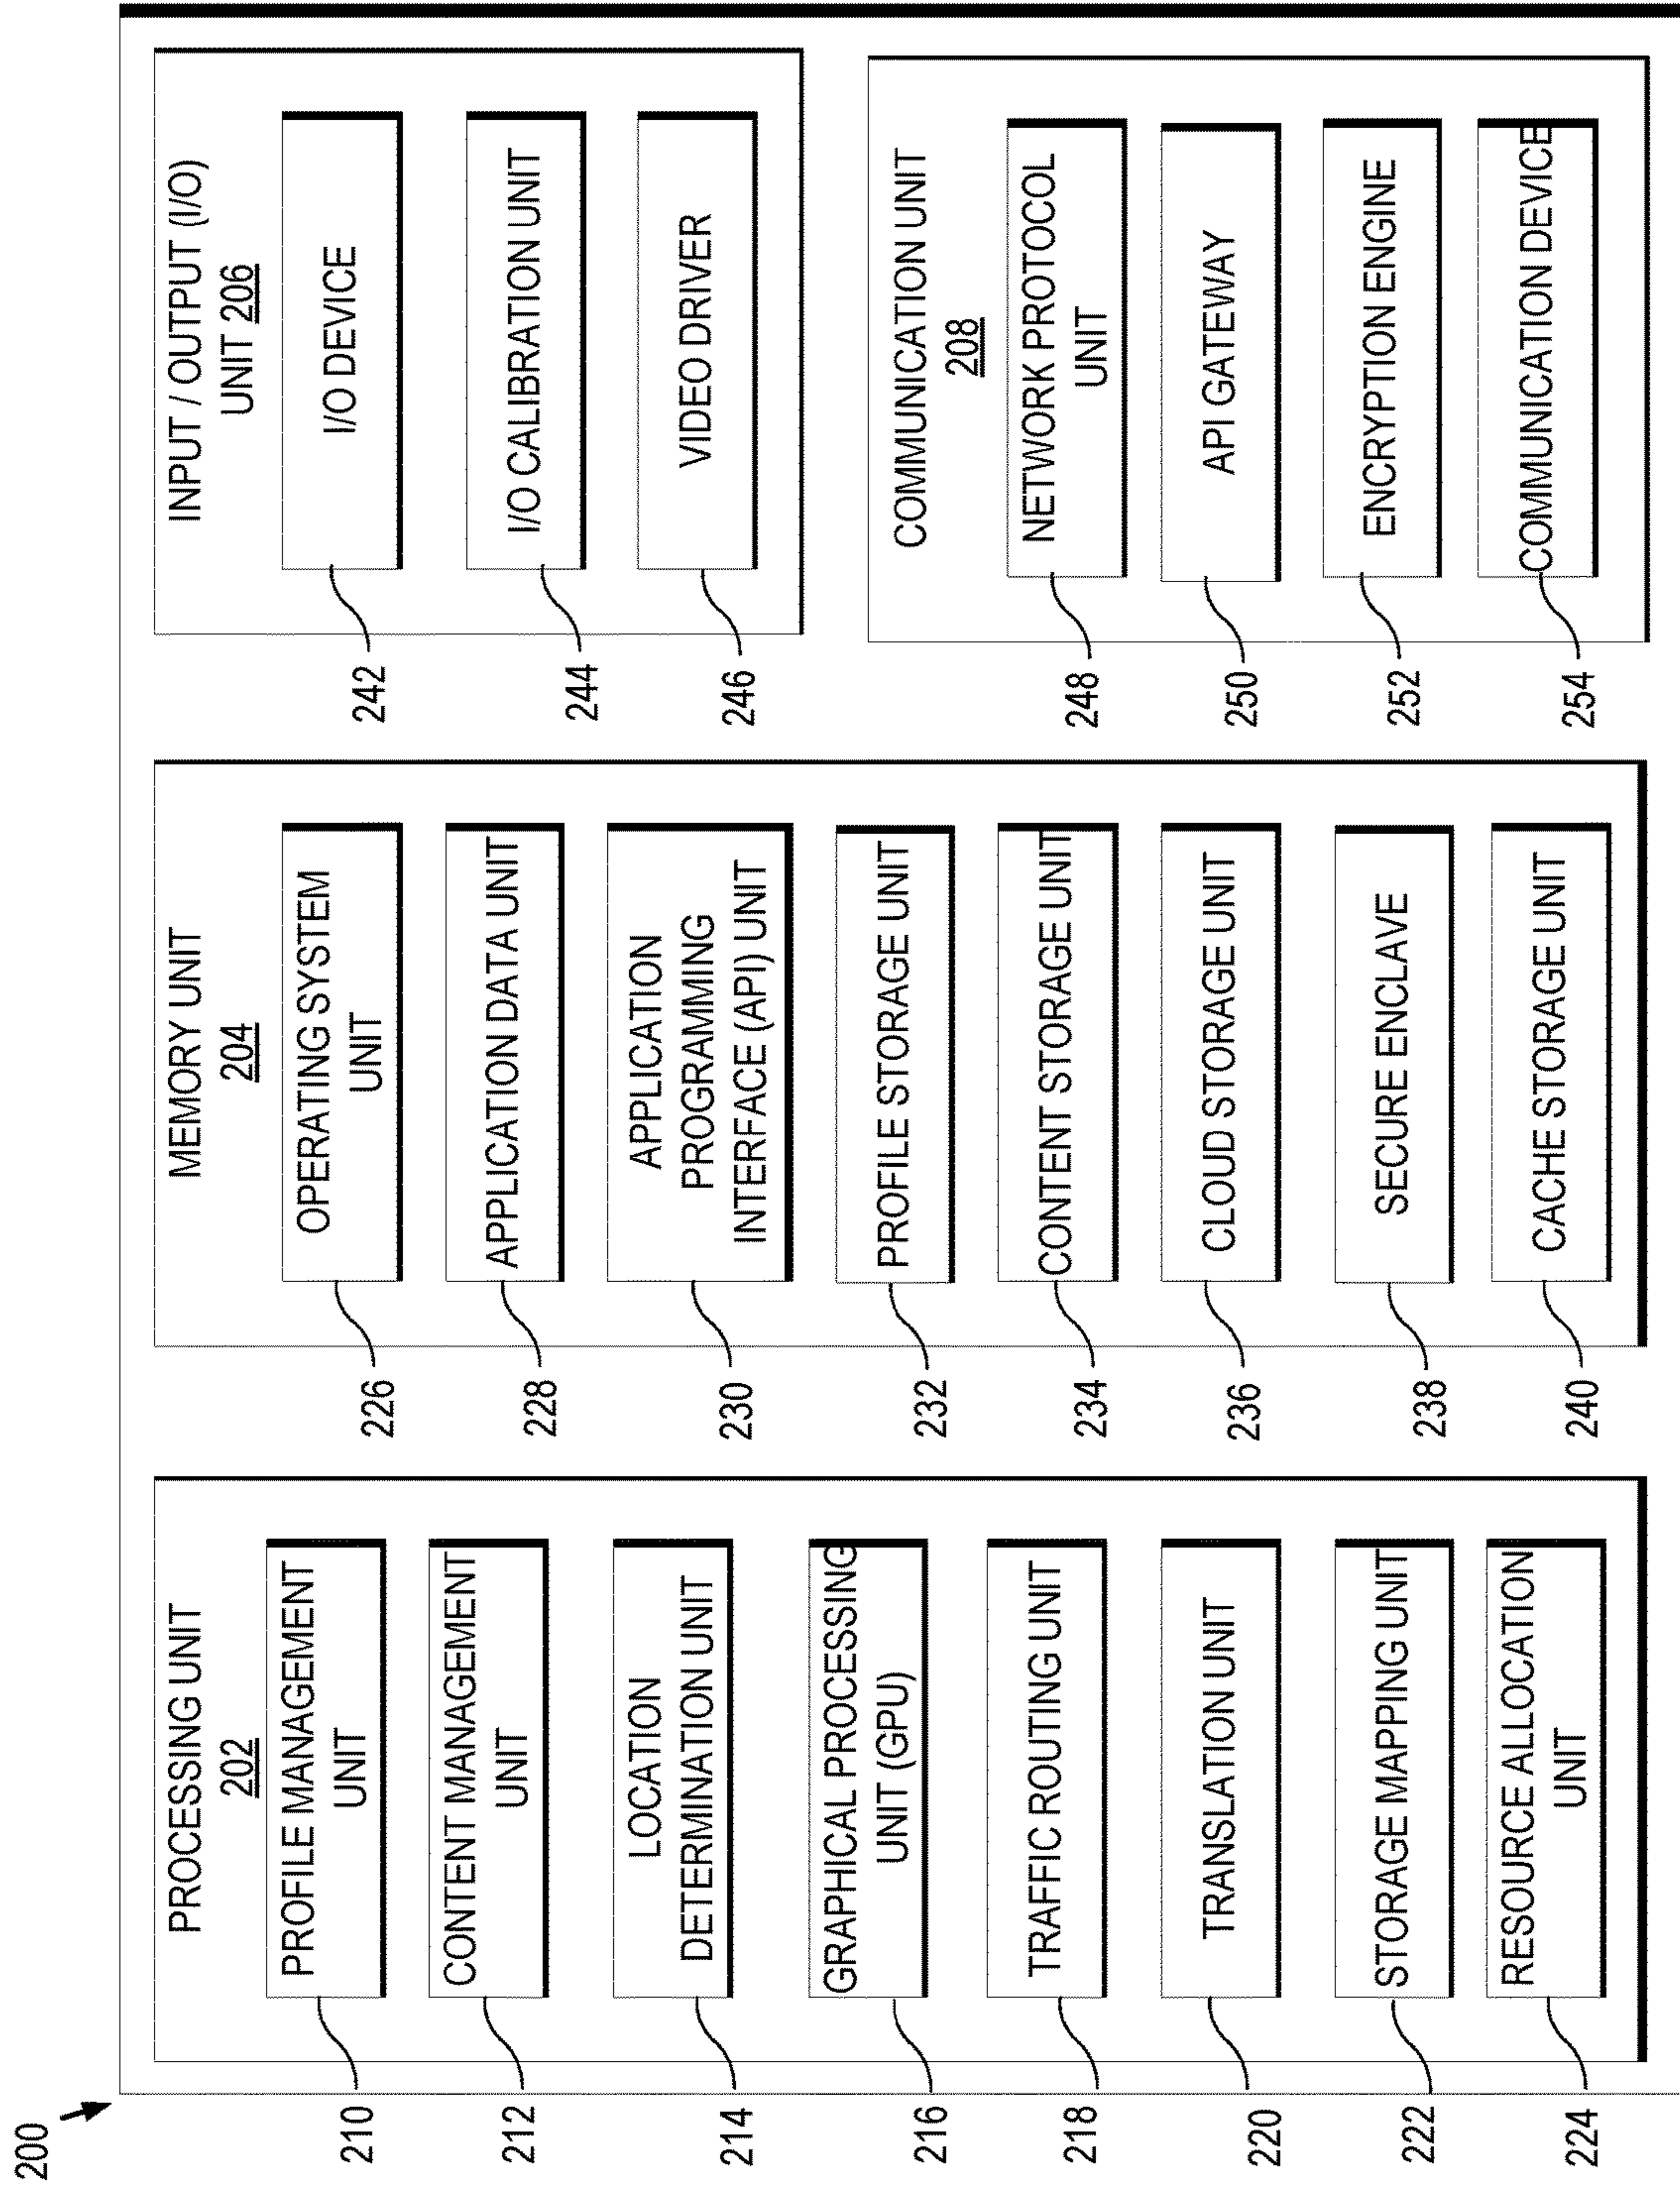 200
PROCESSING UNIT
202
210
PROFILE MANAGEMENT
UNIT
212
CONTENT MANAGEMENT
UNIT
214
LOCATION
DETERMINATION UNIT
216
GRAPHICAL PROCESSING
UNIT (GPU)
218
TRAFFIC ROUTING UNIT
220
TRANSLATION UNIT
222
STORAGE MAPPING UNIT
224
RESOURCE ALLOCATION
UNIT
MEMORY UNIT
204
226
OPERATING SYSTEM
UNIT
228
APPLICATION DATA UNIT
230
APPLICATION
PROGRAMMING
INTERFACE (API) UNIT
232
PROFILE STORAGE UNIT
234
CONTENT STORAGE UNIT
236
CLOUD STORAGE UNIT
238
SECURE ENCLAVE
240
CACHE STORAGE UNIT
INPUT / OUTPUT (I/O)
UNIT 206
242
I/O DEVICE
244
I/O CALIBRATION UNIT
246
VIDEO DRIVER
COMMUNICATION UNIT
208
248
NETWORK PROTOCOL
UNIT
250
API GATEWAY
252
ENCRYPTION ENGINE
254
COMMUNICATION DEVICE